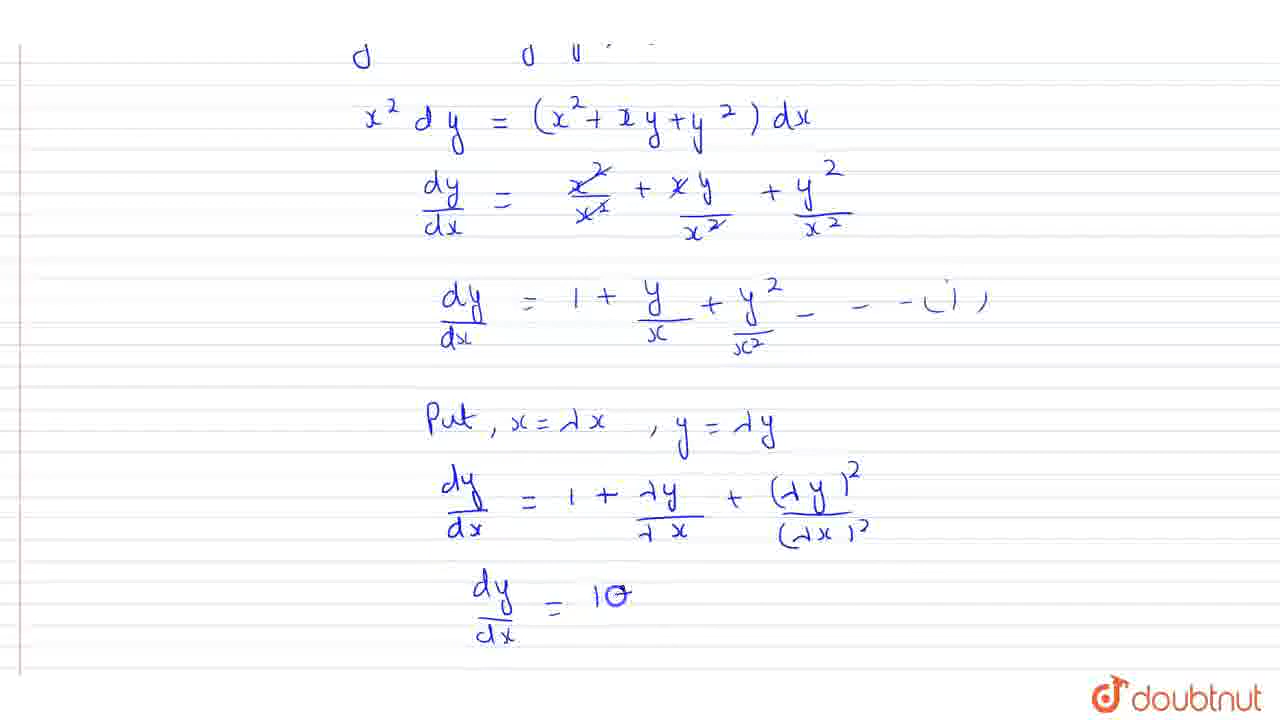 x² dy = (x² + xy + y²) dx
dy/dx = x²/x² + xy/x² + y²/x²
dy/dx = 1 + y/x + y²/x² - - -(i)
Put, x = λx , y = λy
dy/dx = 1 + λy/λx + (λy)²/(λx)²
dy/dx = 1
doubtnut